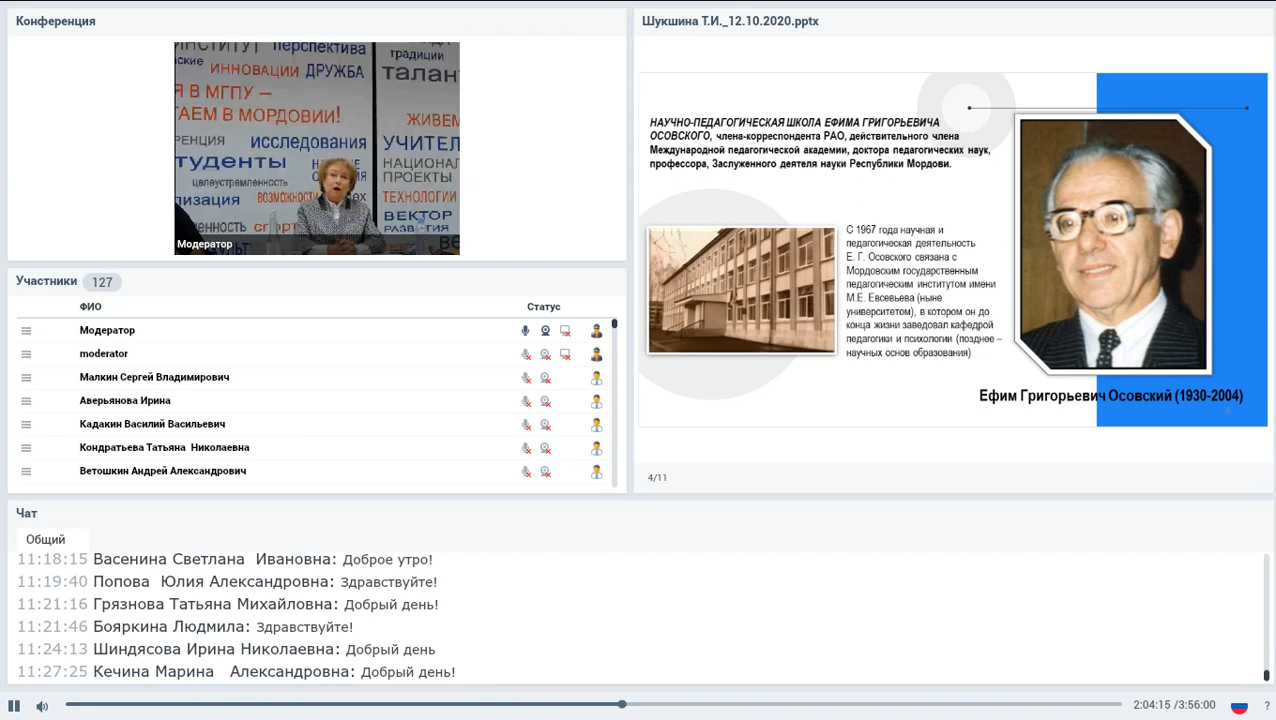 Конференция
ИНСТИТУТ перспектива
традиции
ИННОВАЦИИ ДРУЖБА
талан
Я В МГПУ –
ТАЕМ В МОРДОВИИ!
ЖИВЕМ
РЕНЦИЯ исследования
УЧИТЕЛ
туденты
НАЦИОНАЛ
целеустремленность
ПРОЕКТЫ
лизация
ВОЗМОЖНОСТИ
ТЕХНОЛОГИИ
ВЕКТОР
РАЗВИТИЯ
Модератор
Участники 127
ФИО Статус
Модератор
moderator
Малкин Сергей Владимирович
Аверьянова Ирина
Кадакин Василий Васильевич
Кондратьева Татьяна Николаевна
Ветошкин Андрей Александрович
Шукшина Т.И._12.10.2020.pptx
НАУЧНО-ПЕДАГОГИЧЕСКАЯ ШКОЛА ЕФИМА ГРИГОРЬЕВИЧА
ОСОВСКОГО, члена-корреспондента РАО, действительного члена
Международной педагогической академии, доктора педагогических наук,
профессора, Заслуженного деятеля науки Республики Мордови.
С 1967 года научная и
педагогическая деятельность
Е. Г. Осовского связана с
Мордовским государственным
педагогическим институтом имени
М.Е. Евсевьева (ныне
университетом), в котором он до
конца жизни заведовал кафедрой
педагогики и психологии (позднее –
научных основ образования)
Ефим Григорьевич Осовский (1930-2004)
4/11
Чат
Общий
11:18:15 Васенина Светлана Ивановна: Доброе утро!
11:19:40 Попова Юлия Александровна: Здравствуйте!
11:21:16 Грязнова Татьяна Михайловна: Добрый день!
11:21:46 Бояркина Людмила: Здравствуйте!
11:24:13 Шиндясова Ирина Николаевна: Добрый день
11:27:25 Кечина Марина Александровна: Добрый день!
2:04:15 /3:56:00 ?